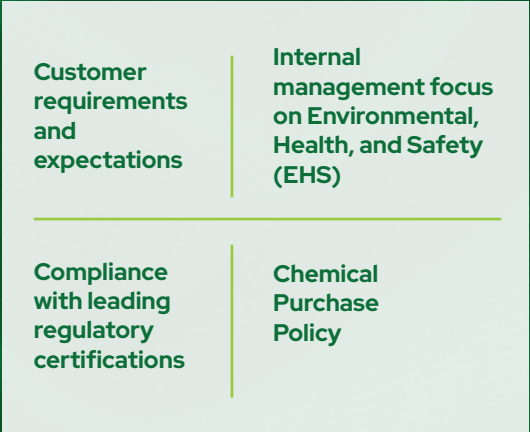 Customer
requirements
and
expectations
Internal
management focus
on Environmental,
Health, and Safety
(EHS)
Compliance
with leading
regulatory
certifications
Chemical
Purchase
Policy